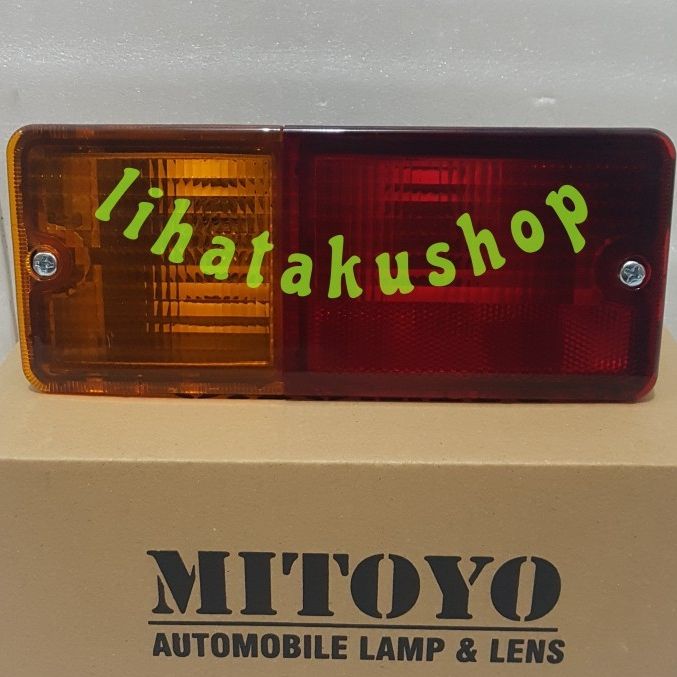 lihatakushop
MITOYO
AUTOMOBILE LAMP & LENS